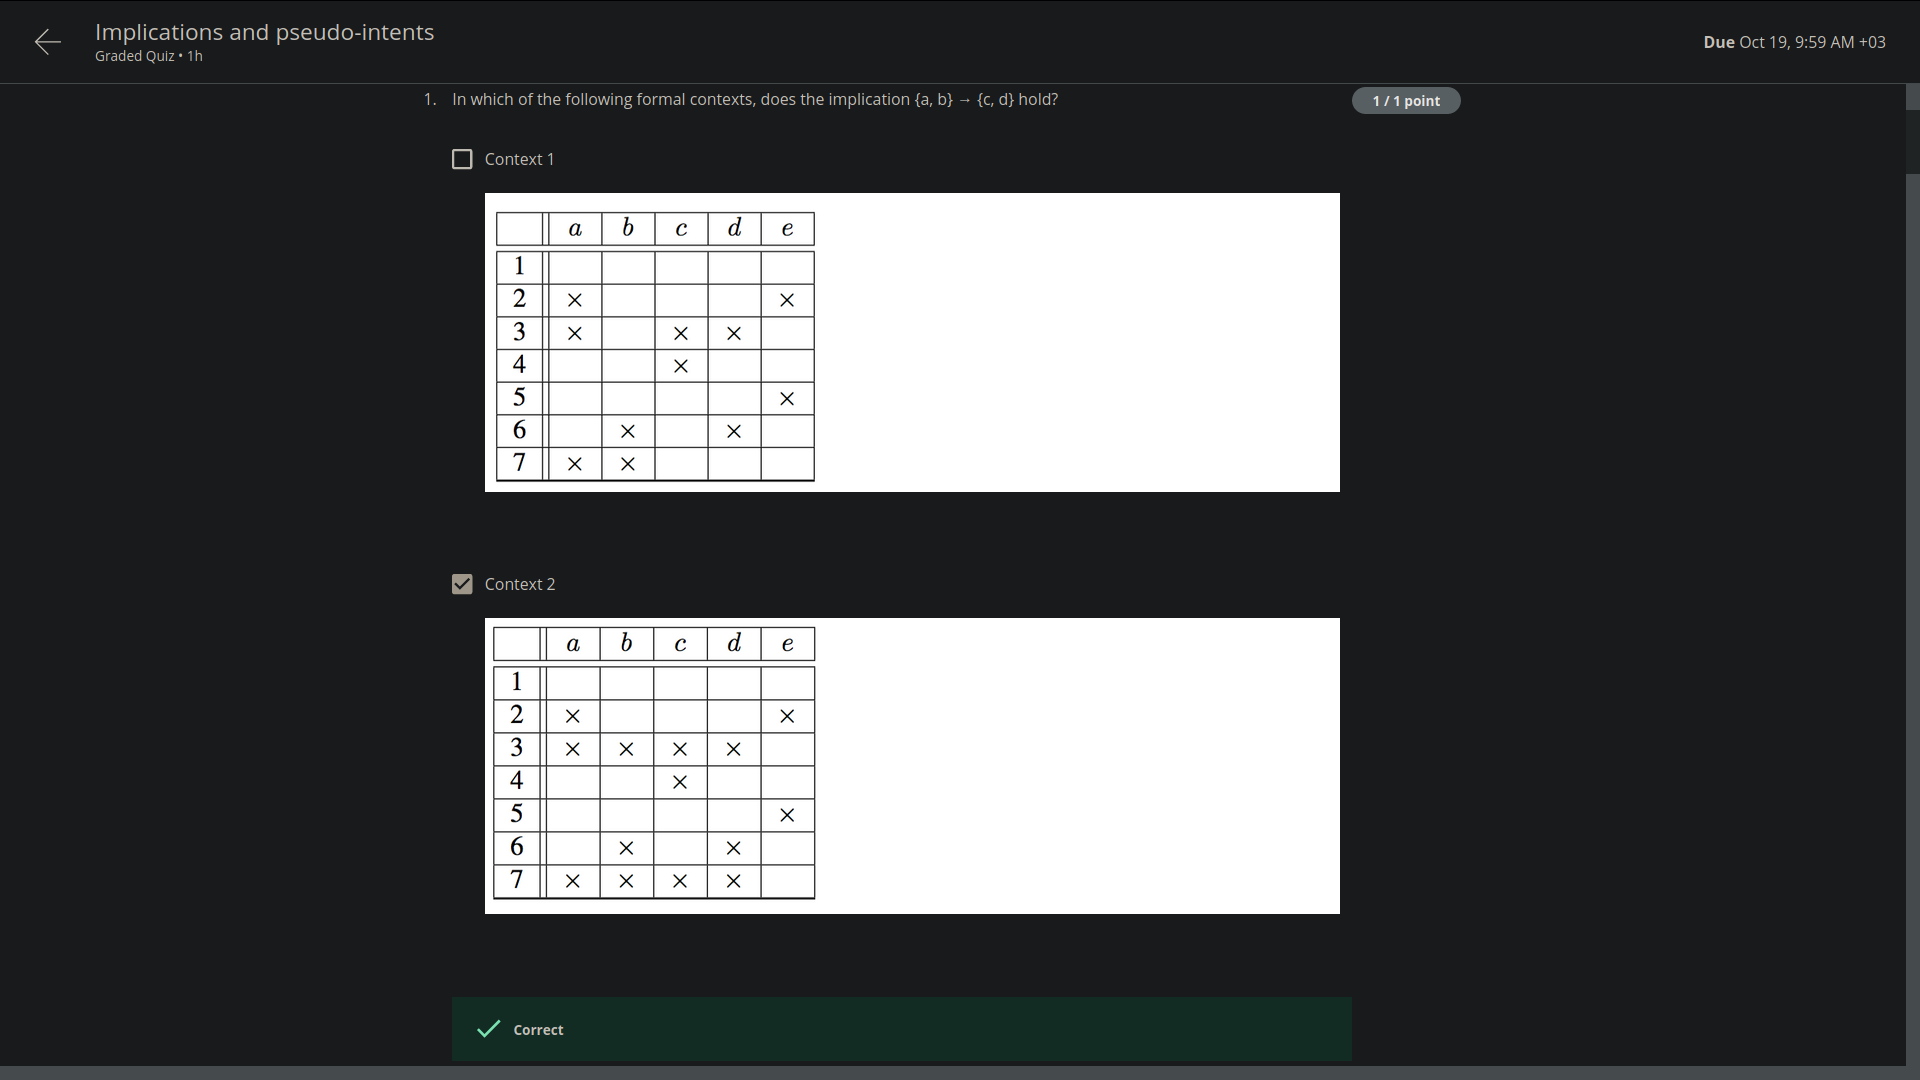 Implications and pseudo-intents
Graded Quiz • 1h
Due Oct 19, 9:59 AM +03
1. In which of the following formal contexts, does the implication {a, b} → {c, d} hold?
1 / 1 point
Context 1
a b c d e
1
2 × ×
3 × × ×
4 ×
5 ×
6 × ×
7 × ×
Context 2
a b c d e
1
2 × ×
3 × × × ×
4 ×
5 ×
6 × ×
7 × × × ×
Correct